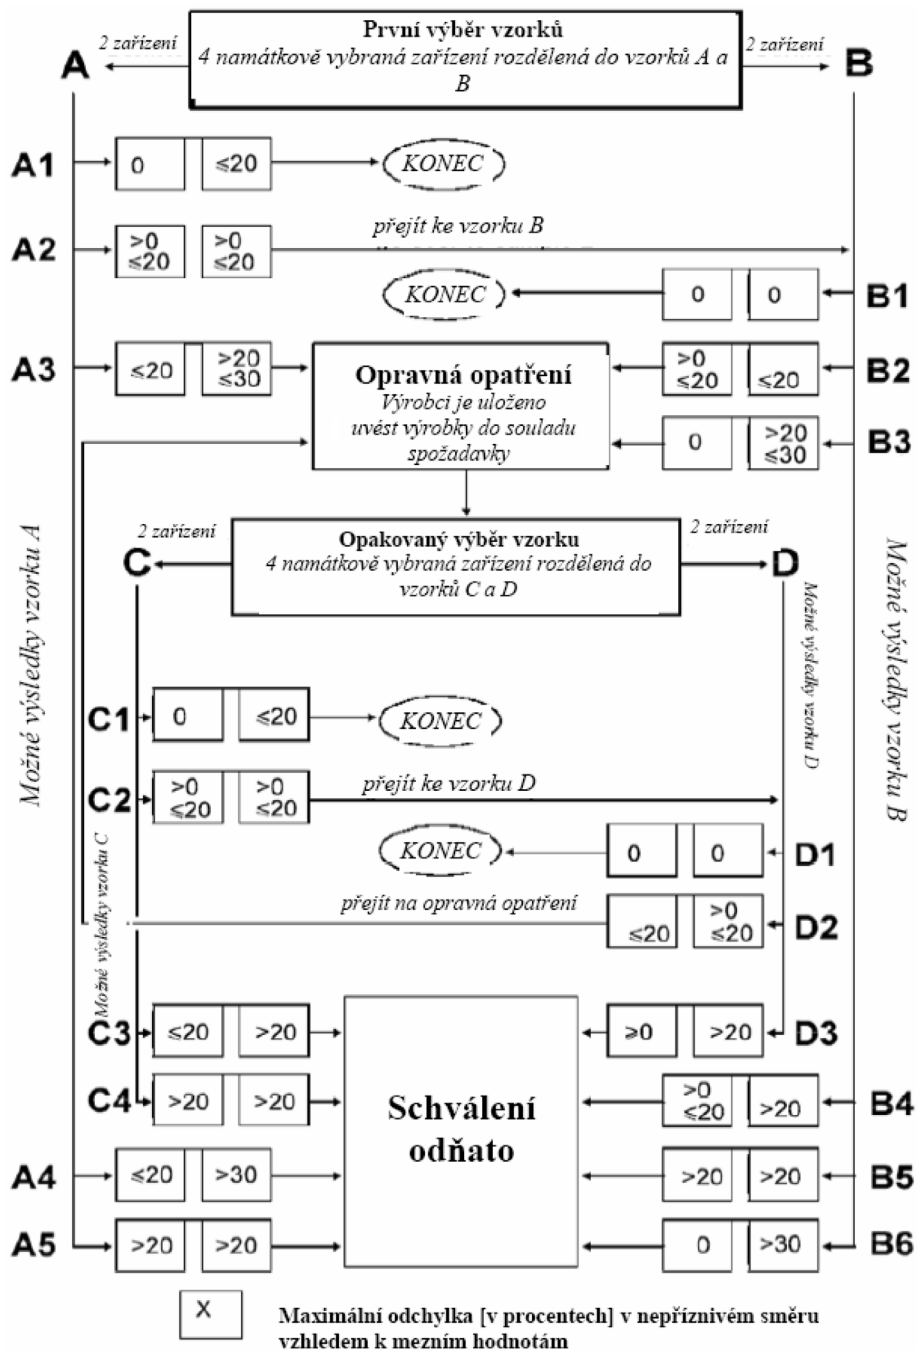 První výběr vzorků
4 namátkově vybraná zařízení rozdělená do vzorků A a
B
2 zařízení
2 zařízení
A
B
A1
0
≤20
KONEC
A2
>0
≤20
>0
≤20
přejít ke vzorku B
KONEC
0
0
B1
A3
≤20
>20
≤30
Opravná opatření
Výrobci je uloženo
uvést výrobky do souladu
spožadavky
>0
≤20
≤20
B2
0
>20
≤30
B3
Možné výsledky vzorku A
Možné výsledky vzorku B
2 zařízení
2 zařízení
Opakovaný výběr vzorku
4 namátkově vybraná zařízení rozdělená do
vzorků C a D
C
D
Možné výsledky vzorku D
C1
0
≤20
KONEC
C2
>0
≤20
>0
≤20
přejít ke vzorku D
KONEC
0
0
D1
Možné výsledky vzorku C
přejít na opravná opatření
≤20
>0
≤20
D2
C3
≤20
>20
Schválení
odňato
≥0
>20
D3
C4
>20
>20
>0
≤20
>20
B4
A4
≤20
>30
>20
>20
B5
A5
>20
>20
0
>30
B6
X
Maximální odchylka [v procentech] v nepříznivém směru
vzhledem k mezním hodnotám